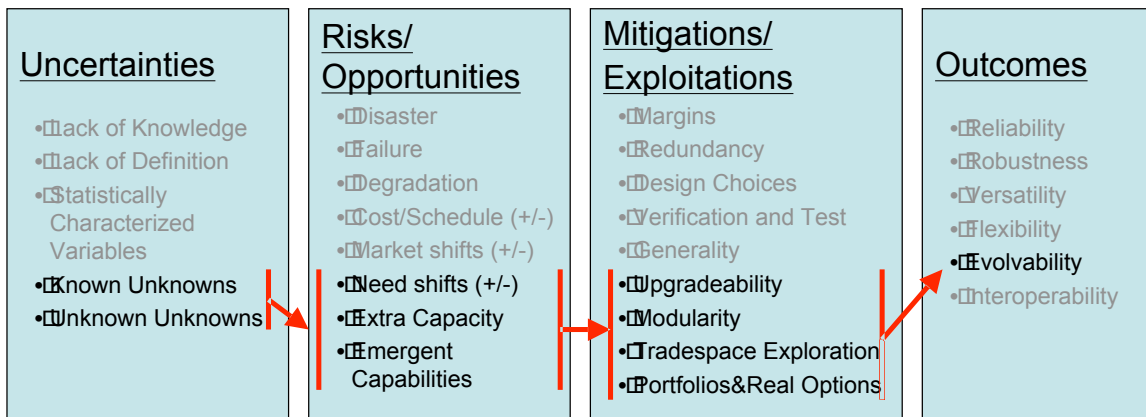 Uncertainties
•Lack of Knowledge
•Lack of Definition
•Statistically
Characterized
Variables
•Known Unknowns
•Unknown Unknowns
Risks/
Opportunities
•Disaster
•Failure
•Degradation
•Cost/Schedule (+/-)
•Market shifts (+/-)
•Need shifts (+/-)
•Extra Capacity
•Emergent
Capabilities
Mitigations/
Exploitations
•Margins
•Redundancy
•Design Choices
•Verification and Test
•Generality
•Upgradeability
•Modularity
•Tradespace Exploration
•Portfolios&Real Options
Outcomes
•Reliability
•Robustness
•Versatility
•Flexibility
•Evolvability
•Interoperability